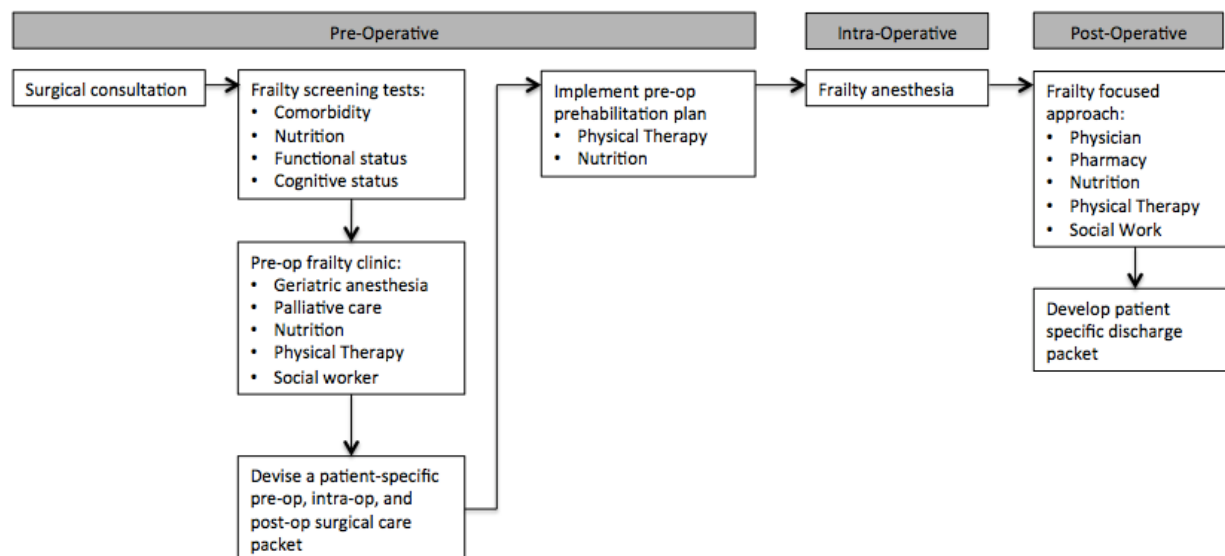 Pre-Operative
Intra-Operative
Post-Operative
Surgical consultation
Frailty screening tests:
• Comorbidity
• Nutrition
• Functional status
• Cognitive status
Pre-op frailty clinic:
• Geriatric anesthesia
• Palliative care
• Nutrition
• Physical Therapy
• Social worker
Devise a patient-specific
pre-op, intra-op, and
post-op surgical care
packet
Implement pre-op
prehabilitation plan
• Physical Therapy
• Nutrition
Frailty anesthesia
Frailty focused
approach:
• Physician
• Pharmacy
• Nutrition
• Physical Therapy
• Social Work
Develop patient
specific discharge
packet